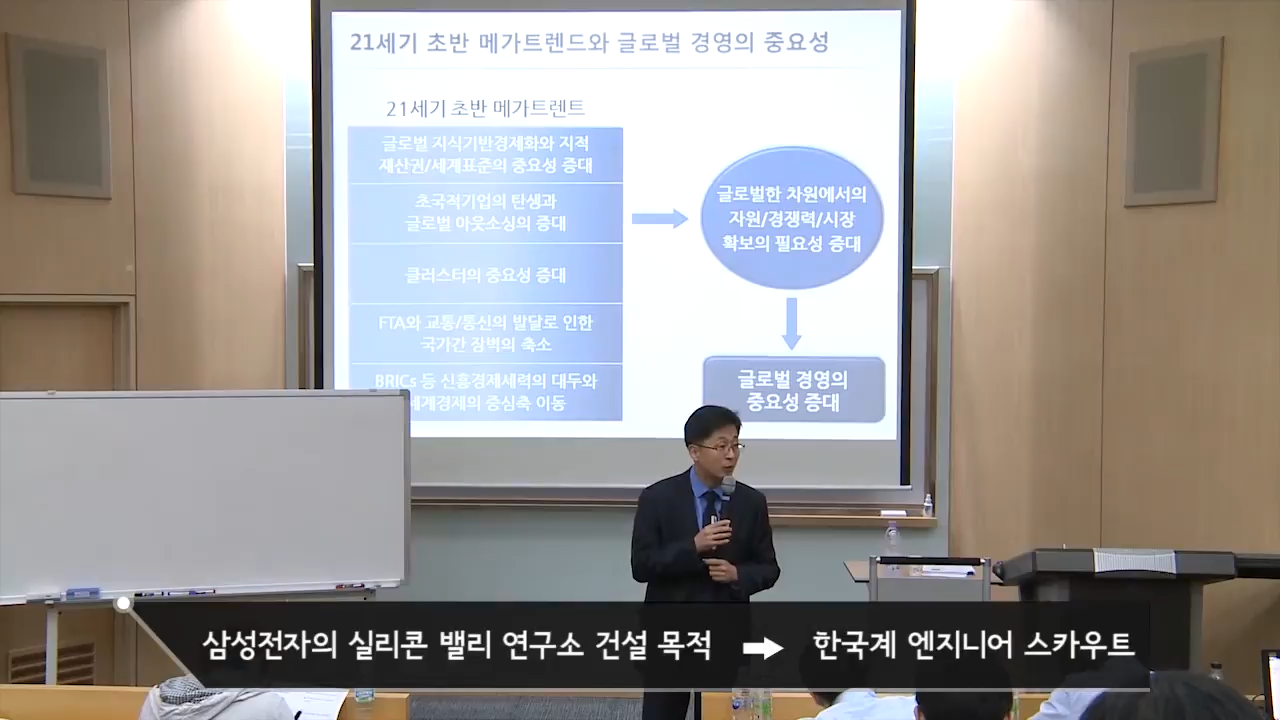 21세기 초반 메가트렌드와 글로벌 경영의 중요성
21세기 초반 메가트렌트
글로벌 지식기반경제화와 지적
재산권/세계표준의 중요성 증대
초국적기업의 탄생과
글로벌 아웃소싱의 증대
클러스터의 중요성 증대
FTA와 교통/통신의 발달로 인한
국가간 장벽의 축소
BRICs 등 신흥경제세력의 대두와
세계경제의 중심축 이동
글로벌한 차원에서의
자원/경쟁력/시장
확보의 필요성 증대
글로벌 경영의
중요성 증대
삼성전자의 실리콘 밸리 연구소 건설 목적 ➡ 한국계 엔지니어 스카우트